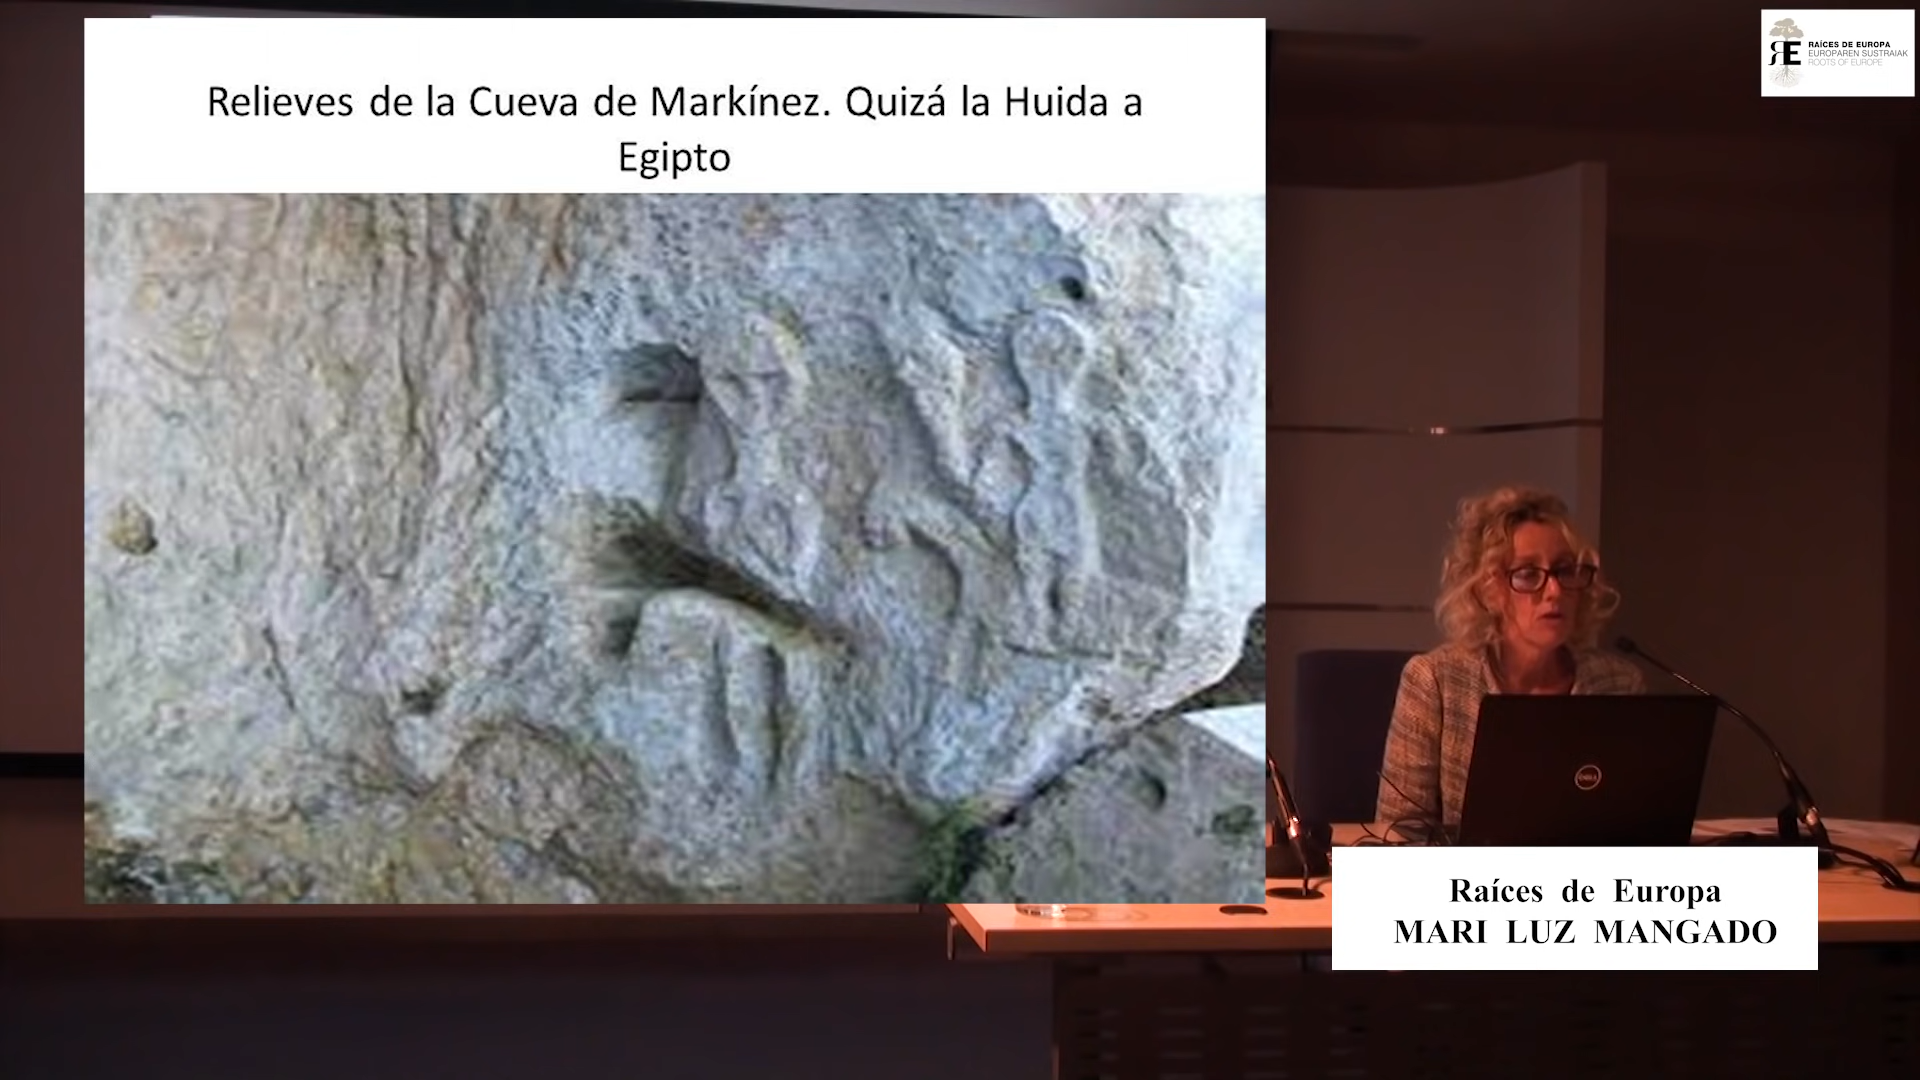 Relieves de la Cueva de Markínez. Quizá la Huida a
Egipto
RAÍCES DE EUROPA
EUROPAREN SUSTRAIAK
ROOTS OF EUROPE
DELL
Raíces de Europa
MARI LUZ MANGADO